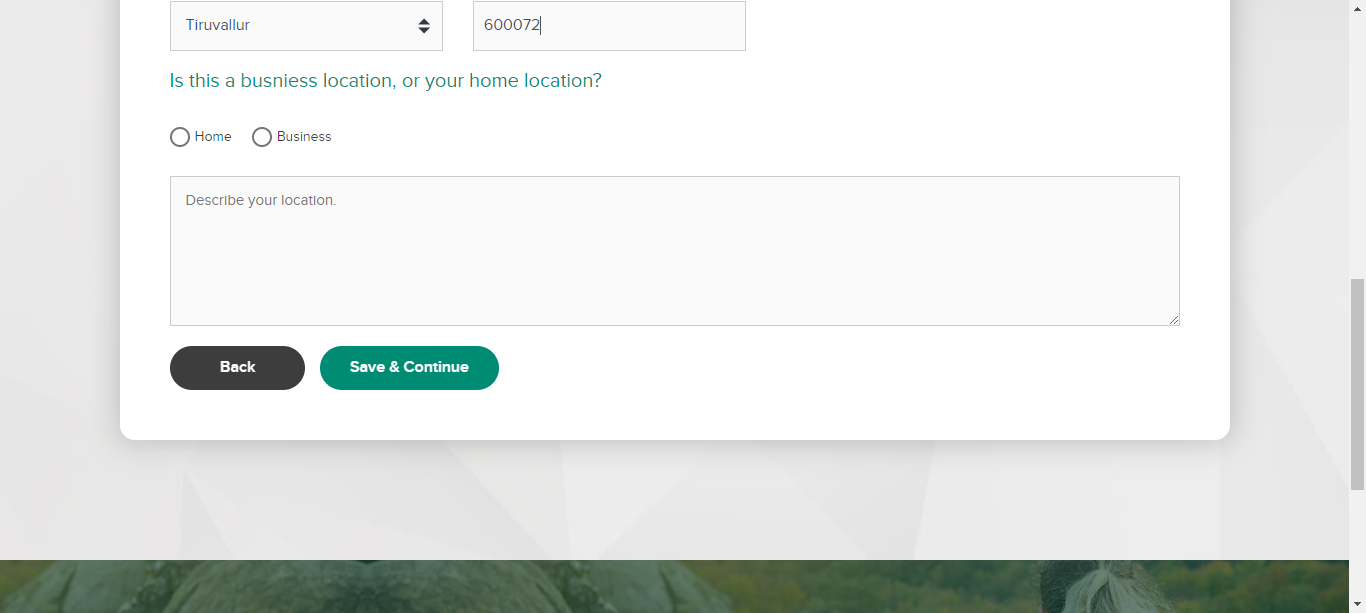 Tiruvallur
600072
Is this a busniess location, or your home location?
Home
Business
Describe your location.
Back
Save & Continue